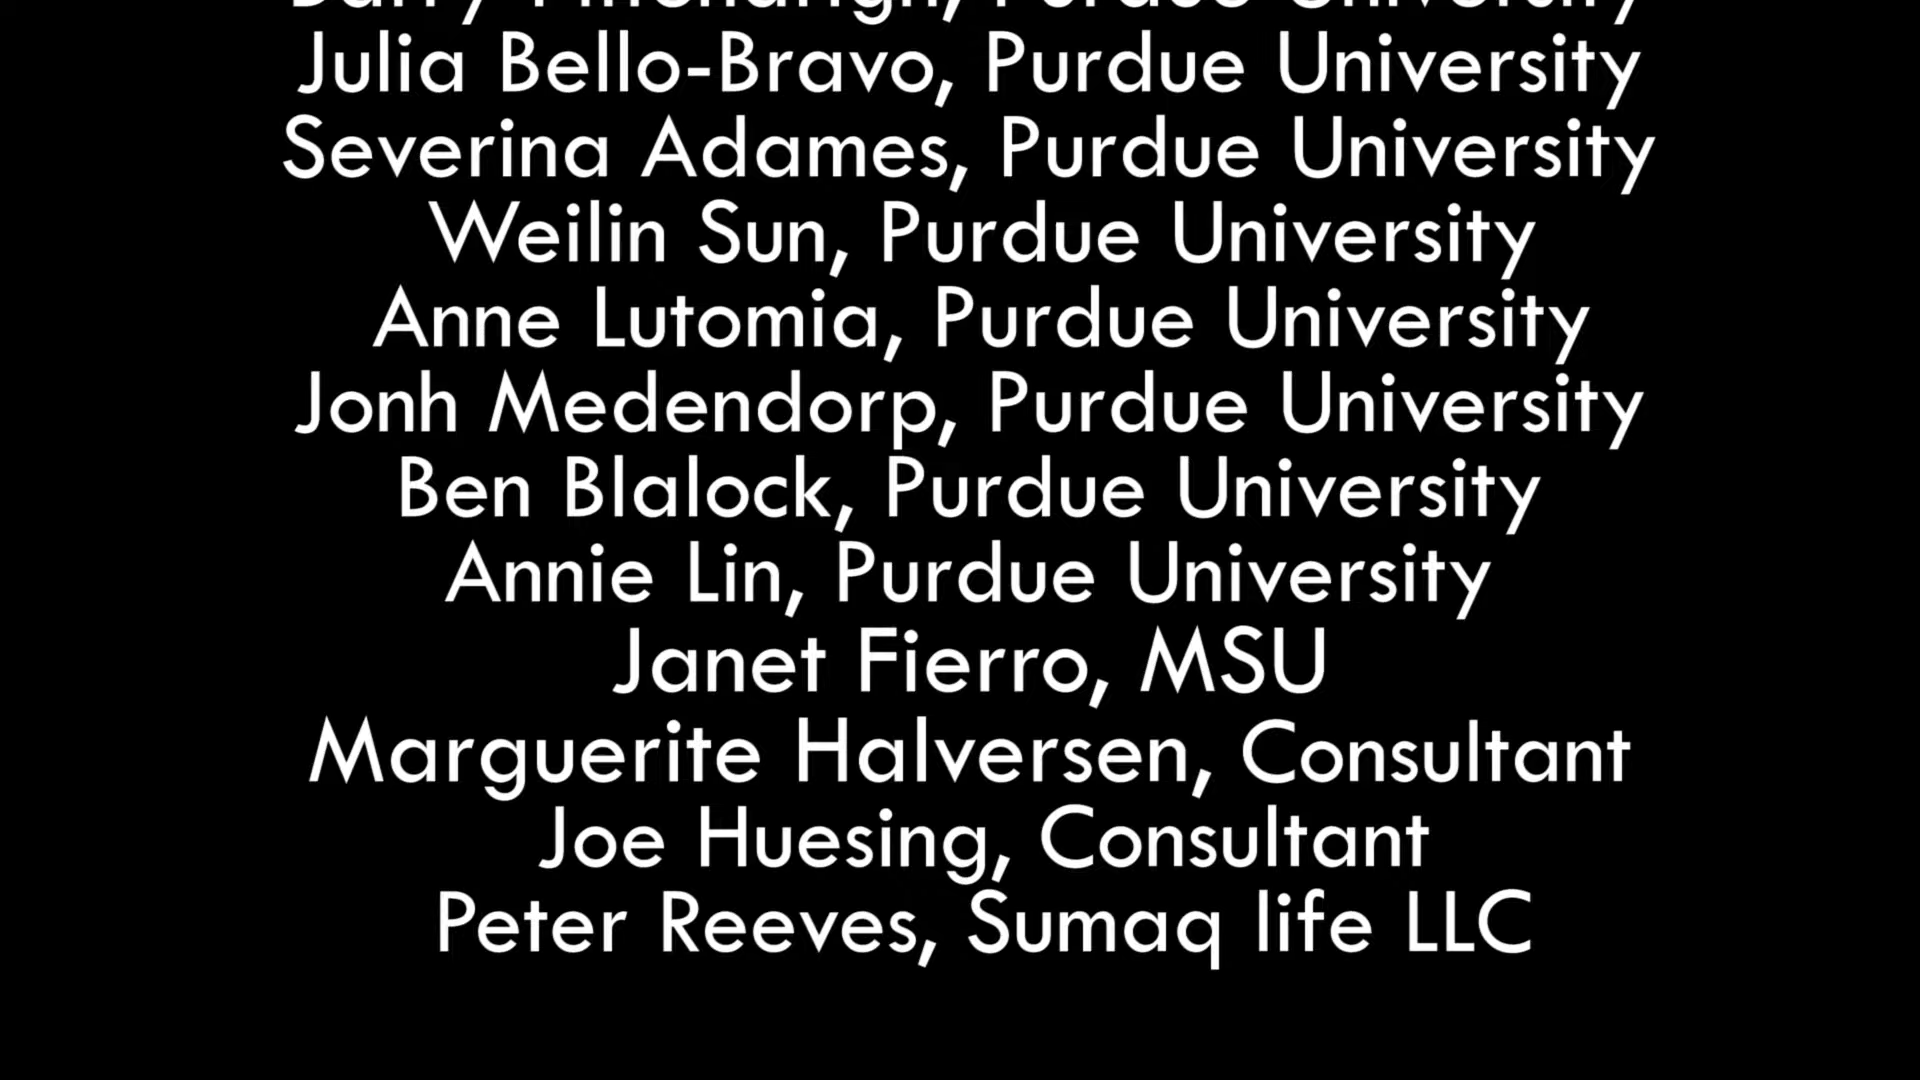 Purdue University
Julia Bello-Bravo, Purdue University
Severina Adames, Purdue University
Weilin Sun, Purdue University
Anne Lutomia, Purdue University
Jonh Medendorp, Purdue University
Ben Blalock, Purdue University
Annie Lin, Purdue University
Janet Fierro, MSU
Marguerite Halversen, Consultant
Joe Huesing, Consultant
Peter Reeves, Sumaq life LLC